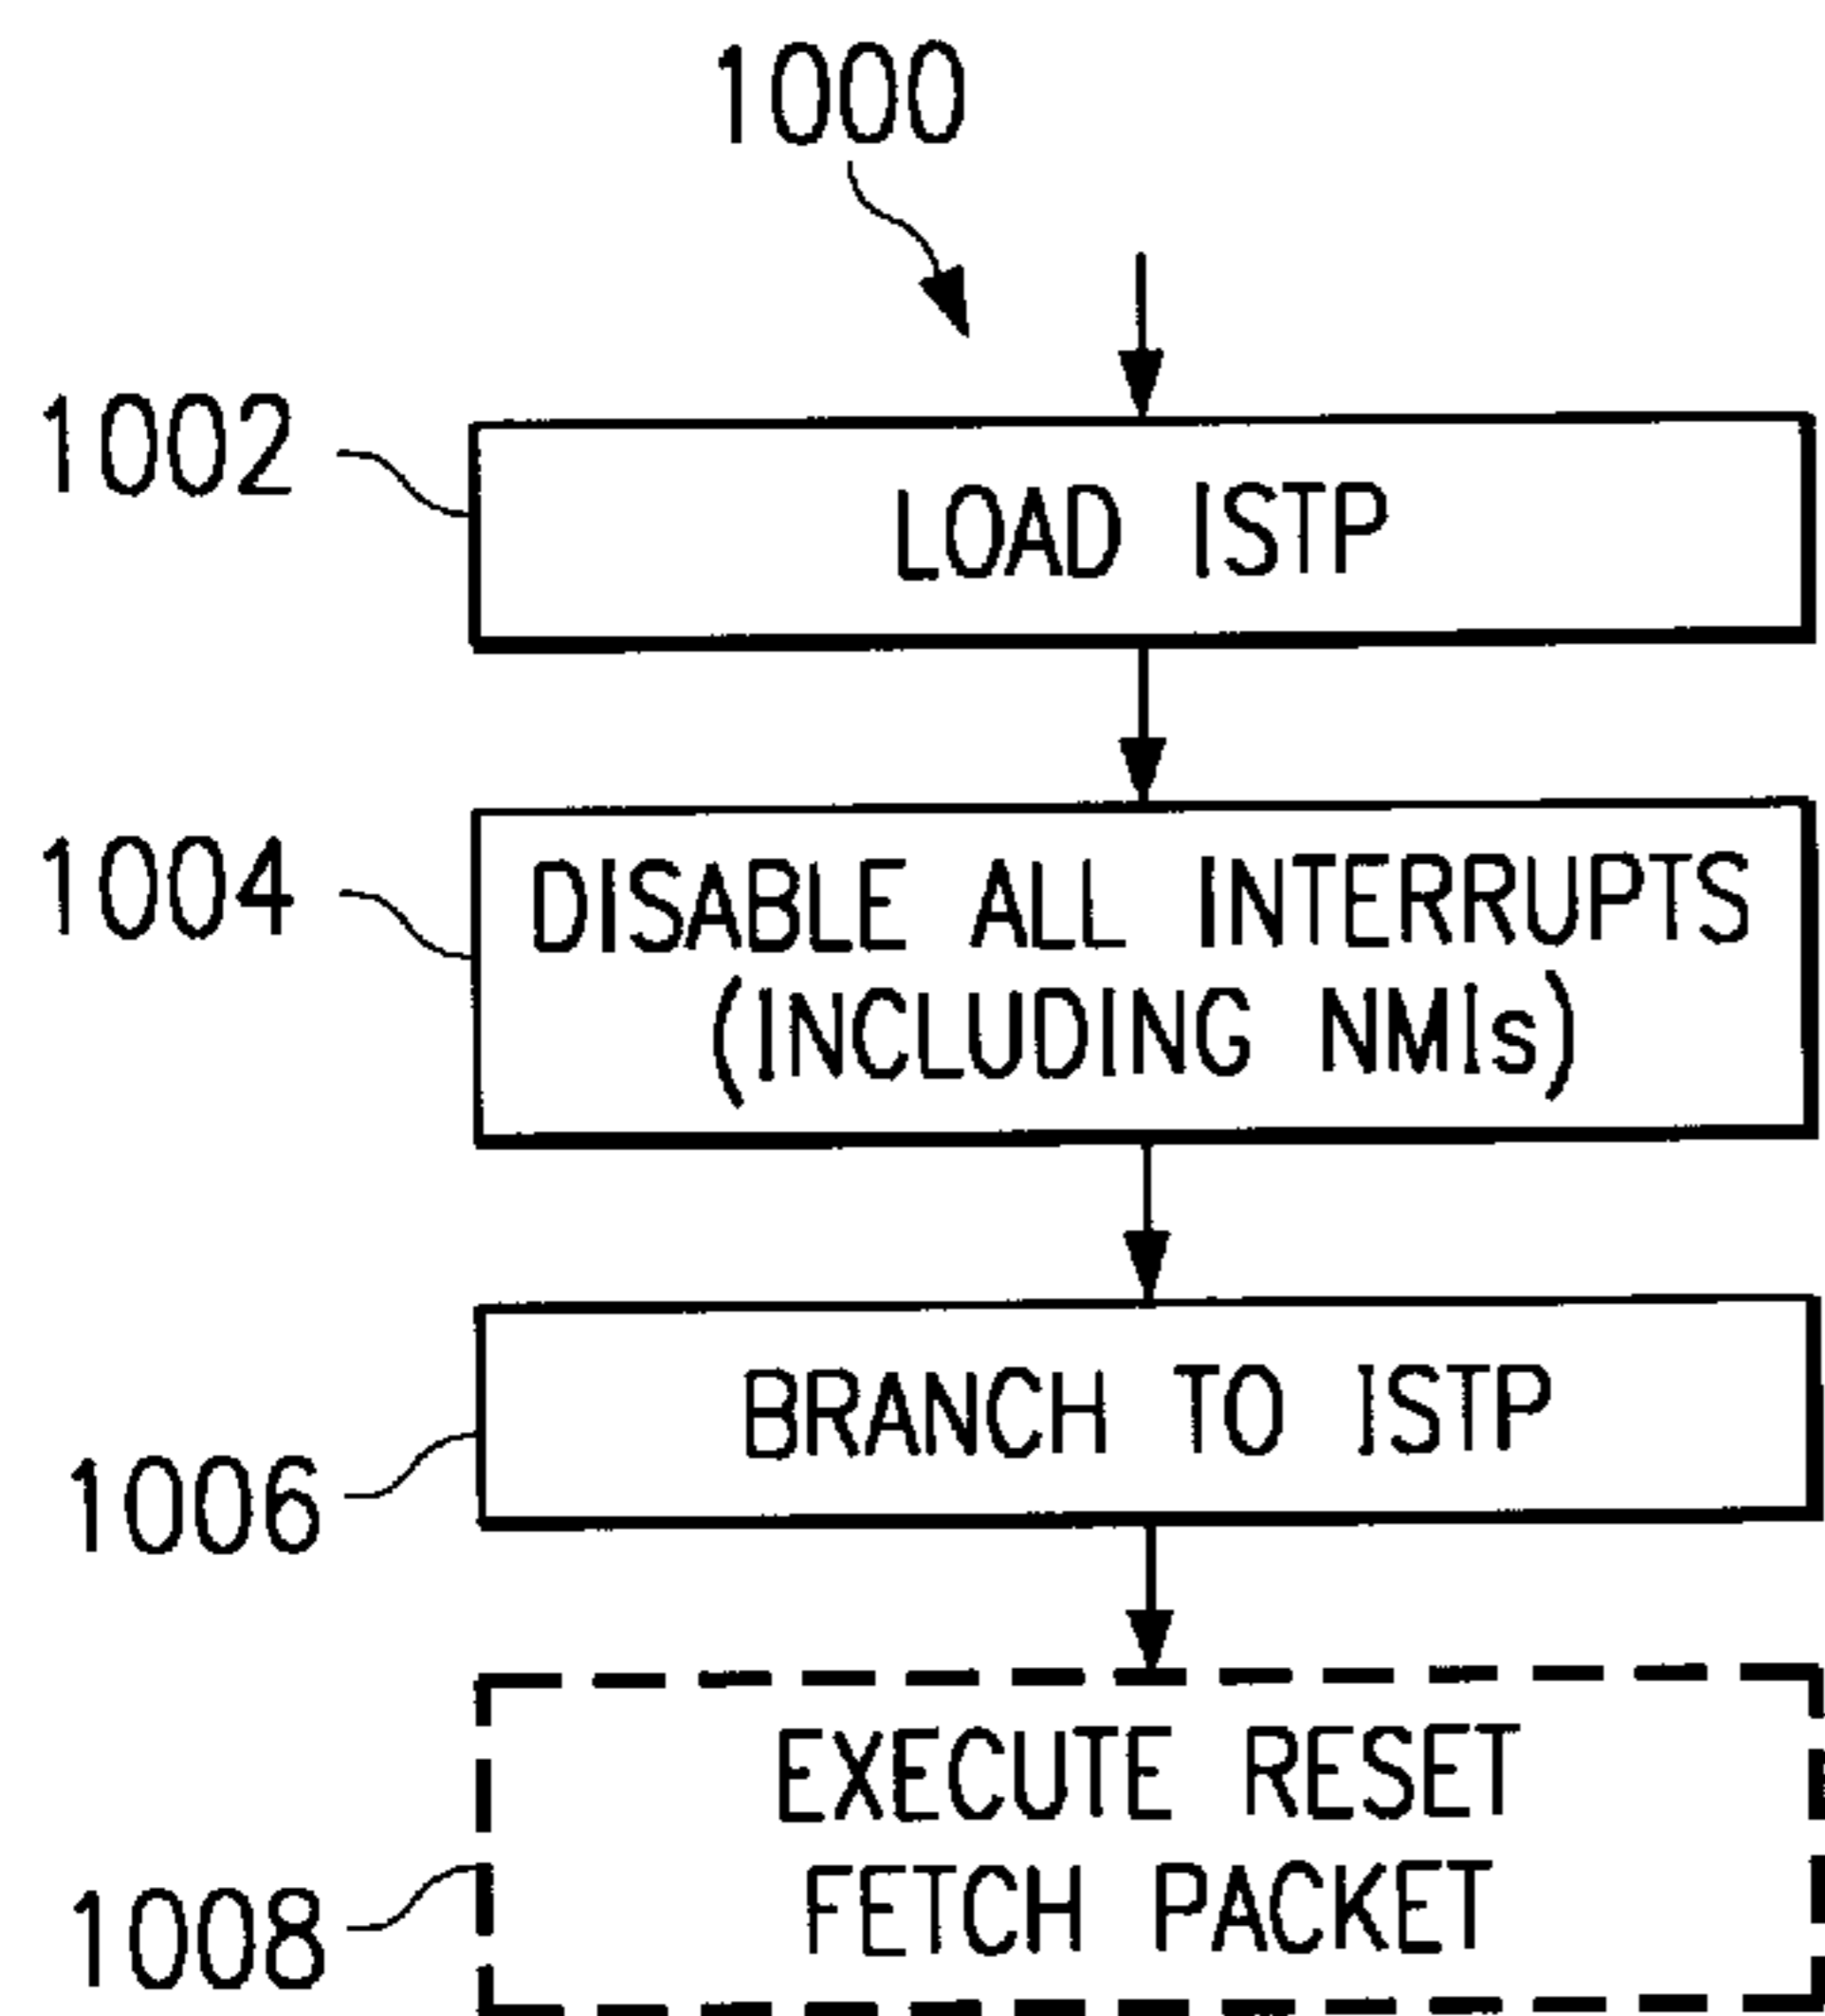 1000
1002
LOAD ISTP
1004
DISABLE ALL INTERRUPTS
(INCLUDING NMIs)
BRANCH TO ISTP
1006
EXECUTE RESET
FETCH PACKET
1008